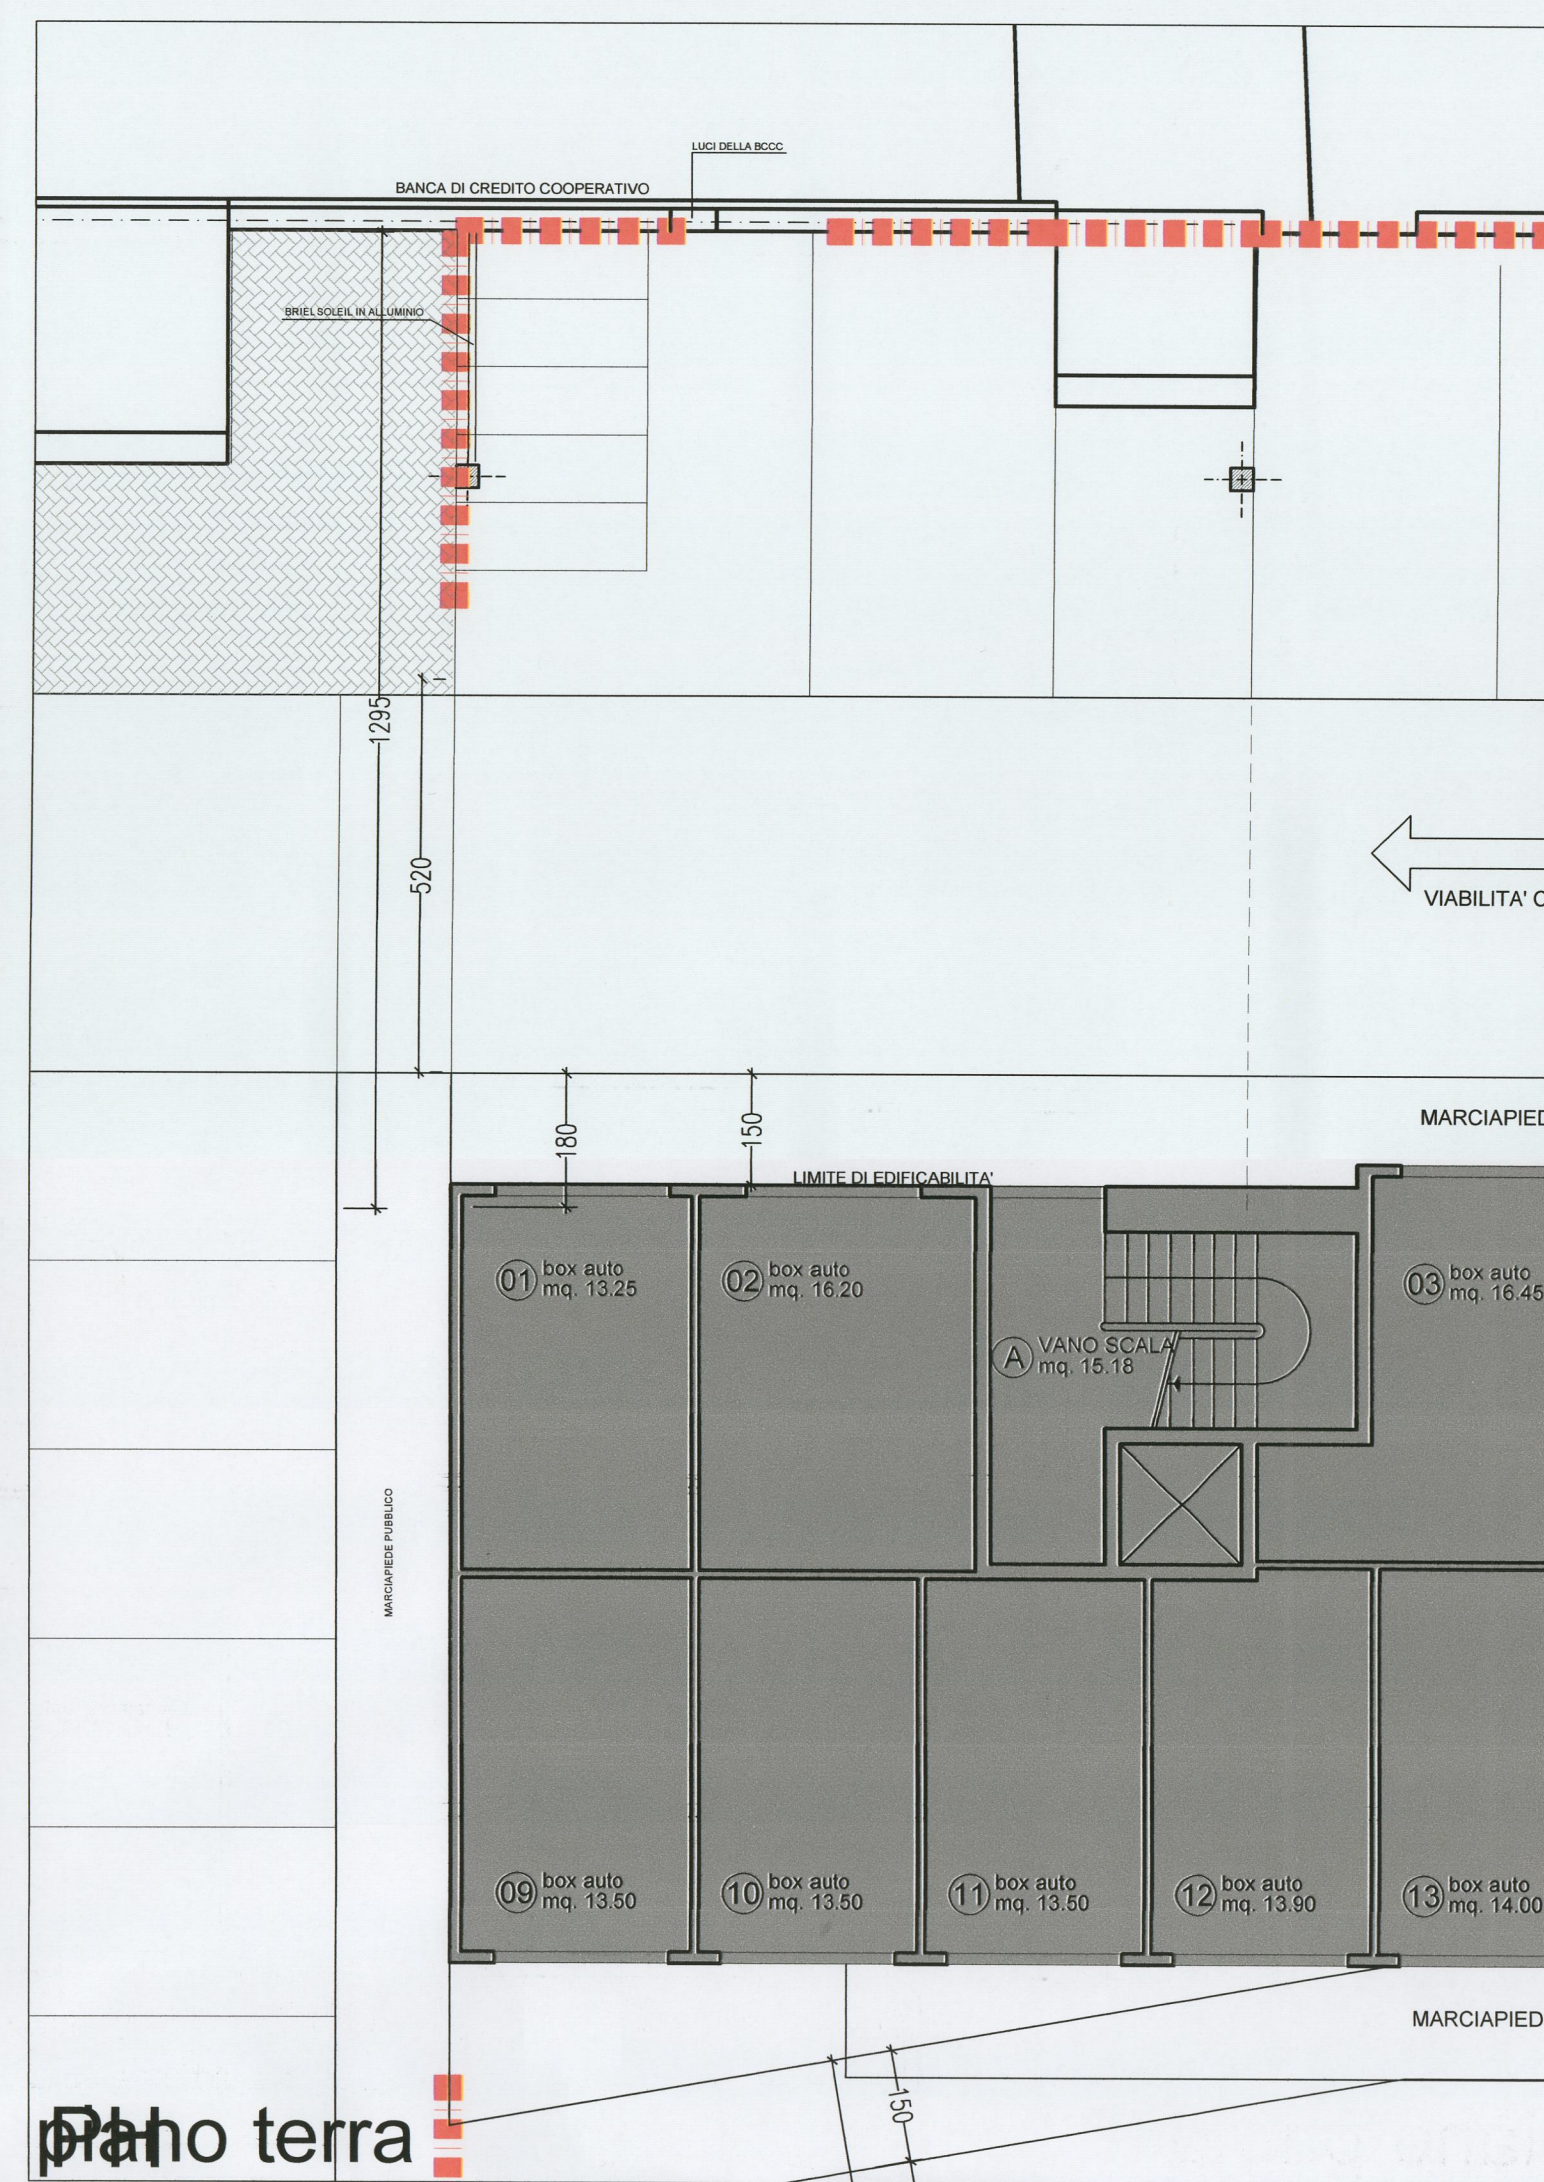 LUCI DELLA BCCC
BANCA DI CREDITO COOPERATIVO
BRIEL SOLEIL IN ALLUMINIO
1295
520
VIABILITA'
180
150
MARCIAPIED
LIMITE DI EDIFICABILITA'
01 box auto
mq. 13.25
02 box auto
mq. 16.20
A VANO SCALA
mq. 15.18
03 box auto
mq. 16.45
MARCIAPIEDE PUBBLICO
09 box auto
mq. 13.50
10 box auto
mq. 13.50
11 box auto
mq. 13.50
12 box auto
mq. 13.90
13 box auto
mq. 14.00
MARCIAPIED
150
piano terra